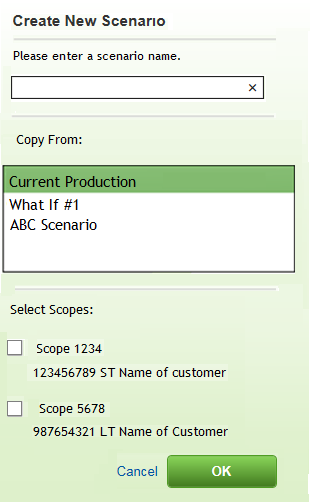 Create New Scenario
Please enter a scenario name.
×
Copy From:
Current Production
What If #1
ABC Scenario
Select Scopes:
Scope 1234
123456789 ST Name of customer
Scope 5678
987654321 LT Name of Customer
Cancel OK